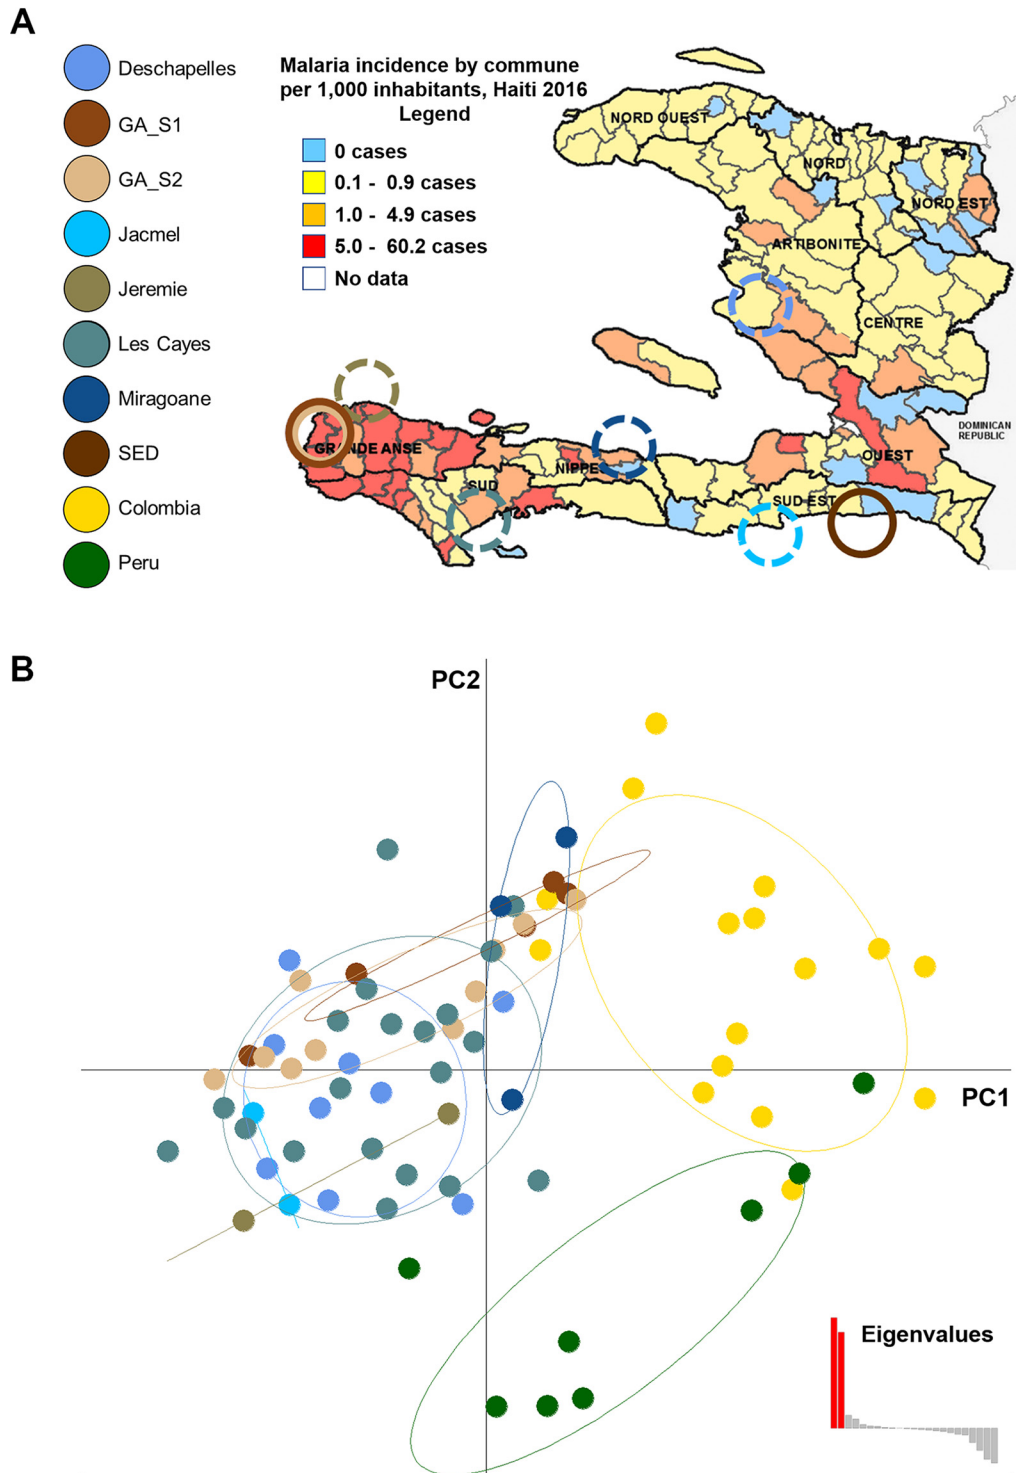 A
Deschapelles
GA_S1
GA_S2
Jacmel
Jeremie
Les Cayes
Miragoane
SED
Colombia
Peru
Malaria incidence by commune
per 1,000 inhabitants, Haiti 2016
Legend
0 cases
0.1 - 0.9 cases
1.0 - 4.9 cases
5.0 - 60.2 cases
No data
NORD OUEST
NORD
NORD EST
ARTIBONITE
CENTRE
DOMINICAN
REPUBLIC
OUEST
GR NDE ANSE
NIPPE
SUD
SUD EST
B
PC2
PC1
Eigenvalues